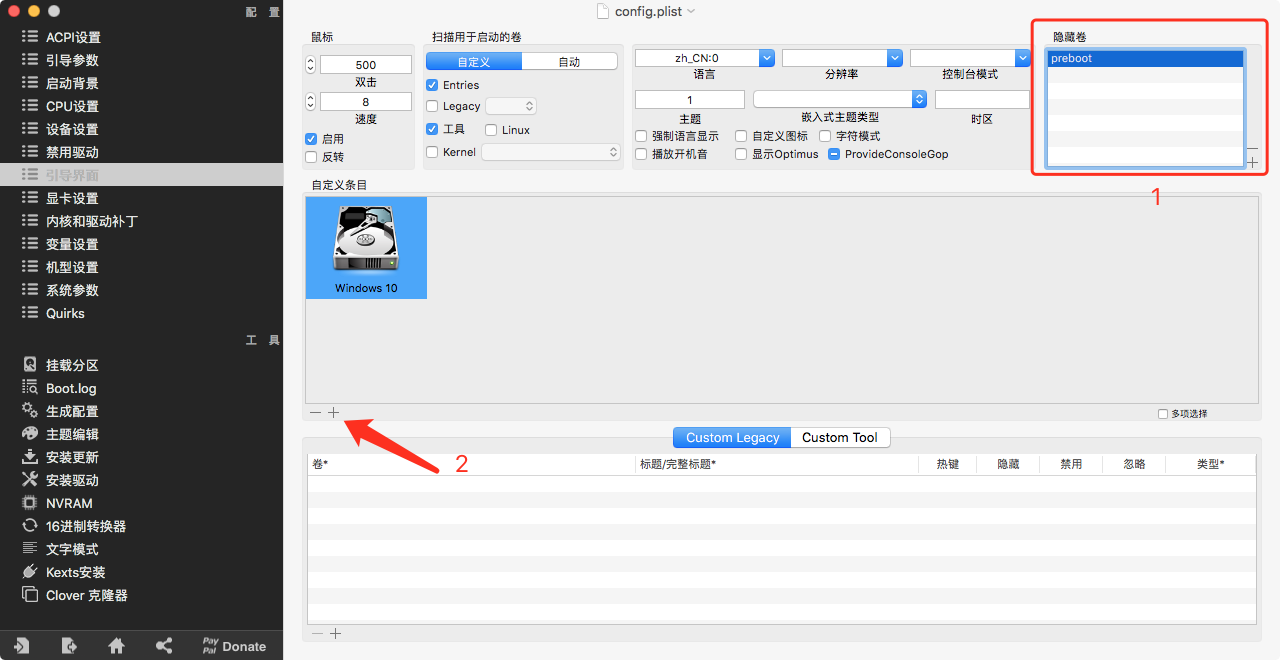 配 置
ACPI设置
引导参数
启动背景
CPU设置
设备设置
禁用驱动
引导界面
显卡设置
内核和驱动补丁
变量设置
机型设置
系统参数
Quirks
工 具
挂载分区
Boot.log
生成配置
主题编辑
安装更新
安装驱动
NVRAM
16进制转换器
文字模式
Kexts安装
Clover 克隆器
Pay Pal Donate
config.plist
鼠标
500
双击
8
速度
启用
反转
扫描用于启动的卷
自定义 自动
Entries
Legacy
工具 Linux
Kernel
zh_CN:0
语言 分辨率 控制台模式
1
主题 嵌入式主题类型 时区
强制语言显示 自定义图标 字符模式
播放开机音 显示Optimus ProvideConsoleGop
隐藏卷
preboot
1
自定义条目
Windows 10
多项选择
2
Custom Legacy Custom Tool
卷* 标题/完整标题* 热键 隐藏 禁用 忽略 类型*